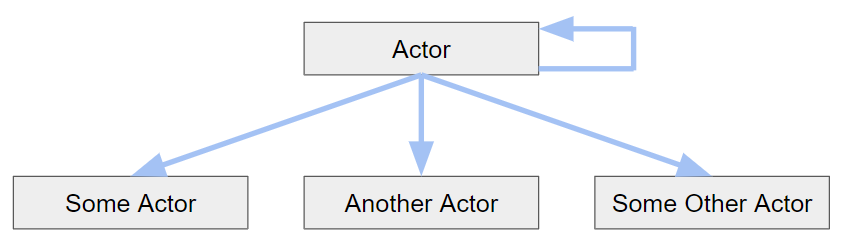 Actor
Some Actor
Another Actor
Some Other Actor